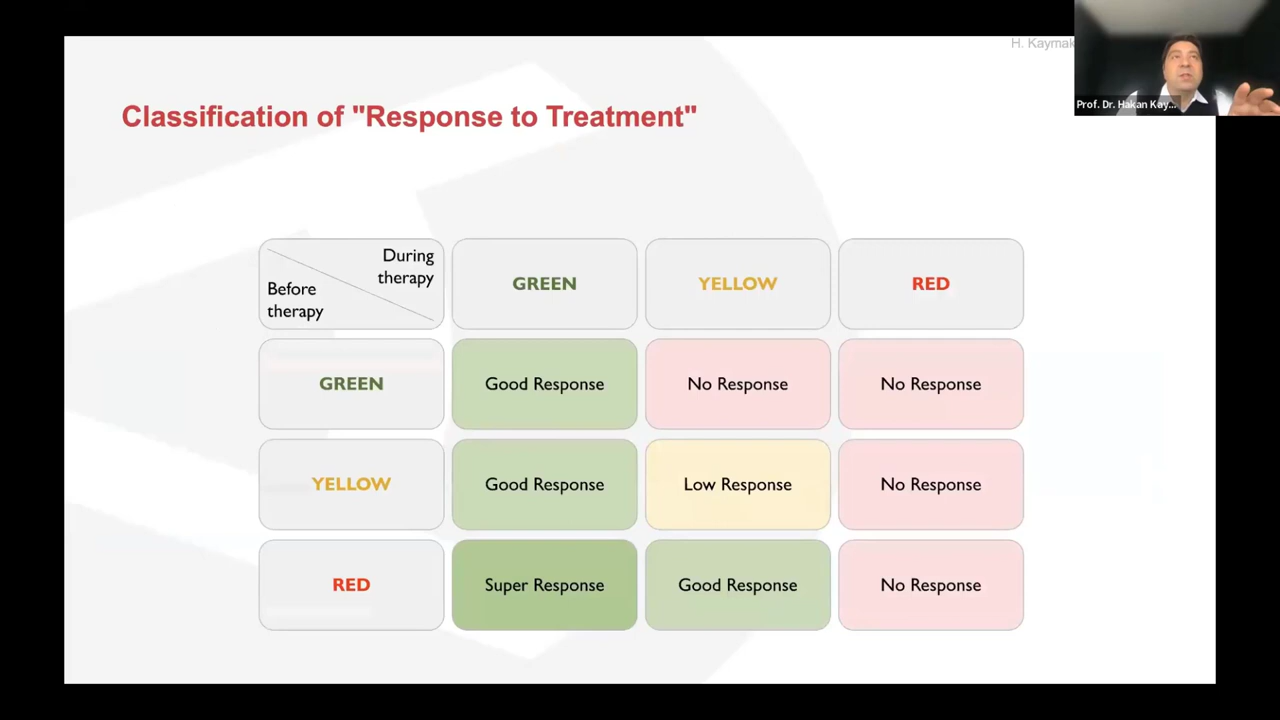 H. Kaymak
Prof. Dr. Hakan Kay...
Classification of "Response to Treatment"
During
therapy
Before
therapy
GREEN
YELLOW
RED
GREEN
Good Response
No Response
No Response
YELLOW
Good Response
Low Response
No Response
RED
Super Response
Good Response
No Response